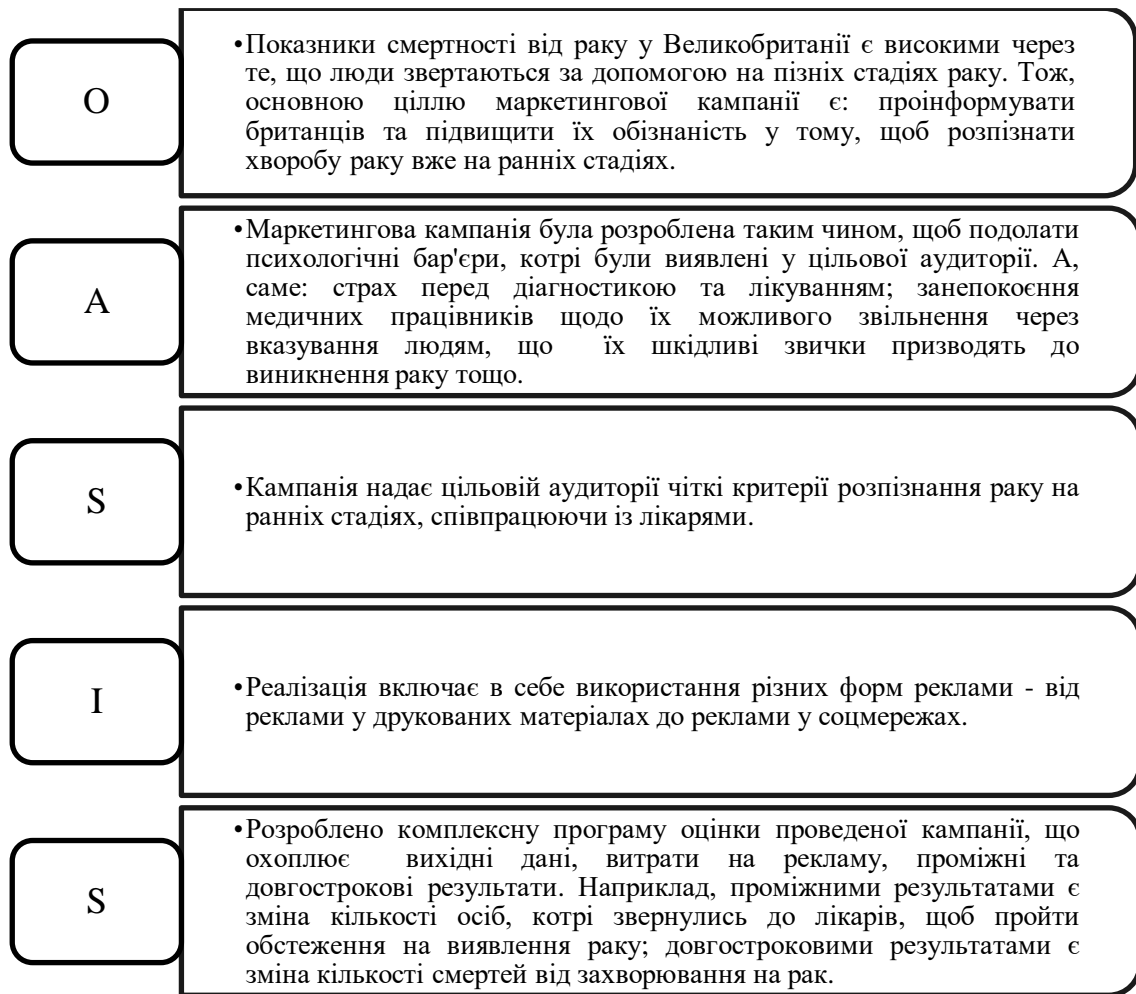 O
•Показники смертності від раку у Великобританії є високими через
те, що люди звертаються за допомогою на пізніх стадіях раку. Тож,
основною ціллю маркетингової кампанії є: проінформувати
британців та підвищити їх обізнаність у тому, щоб розпізнати
хворобу раку вже на ранніх стадіях.
A
•Маркетингова кампанія була розроблена таким чином, щоб подолати
психологічні бар'єри, котрі були виявлені у цільової аудиторії. А,
саме: страх перед діагностикою та лікуванням; занепокоєння
медичних працівників щодо їх можливого звільнення через
вказування людям, що їх шкідливі звички призводять до
виникнення раку тощо.
S
•Кампанія надає цільовій аудиторії чіткі критерії розпізнання раку на
ранніх стадіях, співпрацюючи із лікарями.
I
•Реалізація включає в себе використання різних форм реклами - від
реклами у друкованих матеріалах до реклами у соцмережах.
S
•Розроблено комплексну програму оцінки проведеної кампанії, що
охоплює вихідні дані, витрати на рекламу, проміжні та
довгострокові результати. Наприклад, проміжними результатами є
зміна кількості осіб, котрі звернулись до лікарів, щоб пройти
обстеження на виявлення раку; довгостроковими результатами є
зміна кількості смертей від захворювання на рак.